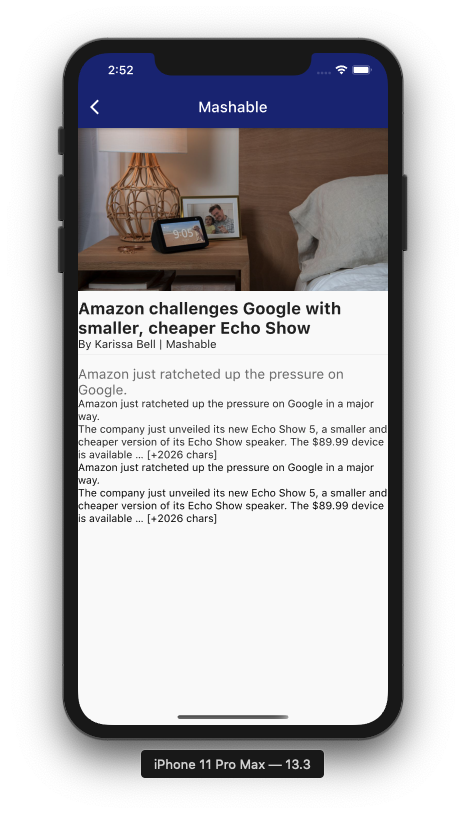 2:52
Mashable
9:05
Amazon challenges Google with
smaller, cheaper Echo Show
By Karissa Bell | Mashable
Amazon just ratcheted up the pressure on
Google.
Amazon just ratcheted up the pressure on Google in a major
way.
The company just unveiled its new Echo Show 5, a smaller and
cheaper version of its Echo Show speaker. The $89.99 device
is available … [+2026 chars]
Amazon just ratcheted up the pressure on Google in a major
way.
The company just unveiled its new Echo Show 5, a smaller and
cheaper version of its Echo Show speaker. The $89.99 device
is available … [+2026 chars]
iPhone 11 Pro Max — 13.3